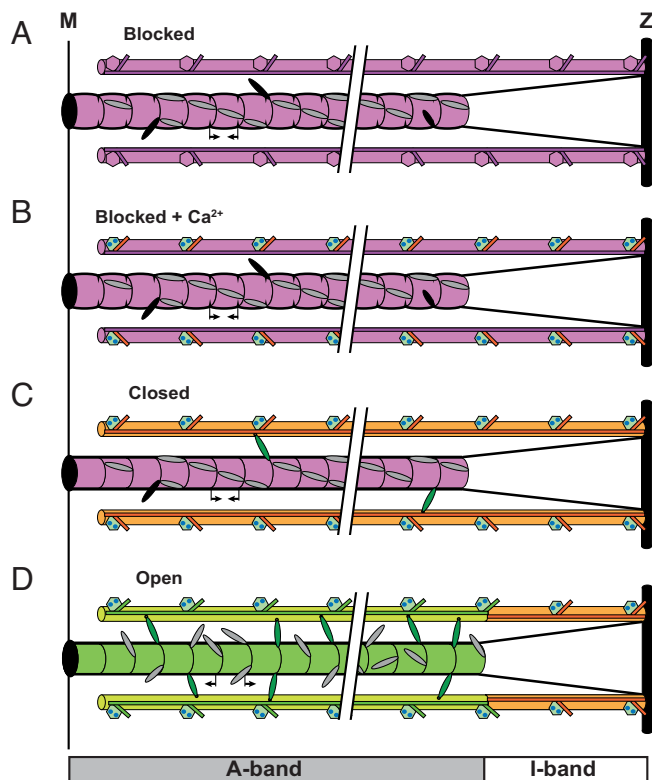 M Z
A Blocked
B Blocked + Ca²⁺
C Closed
D Open
A-band I-band